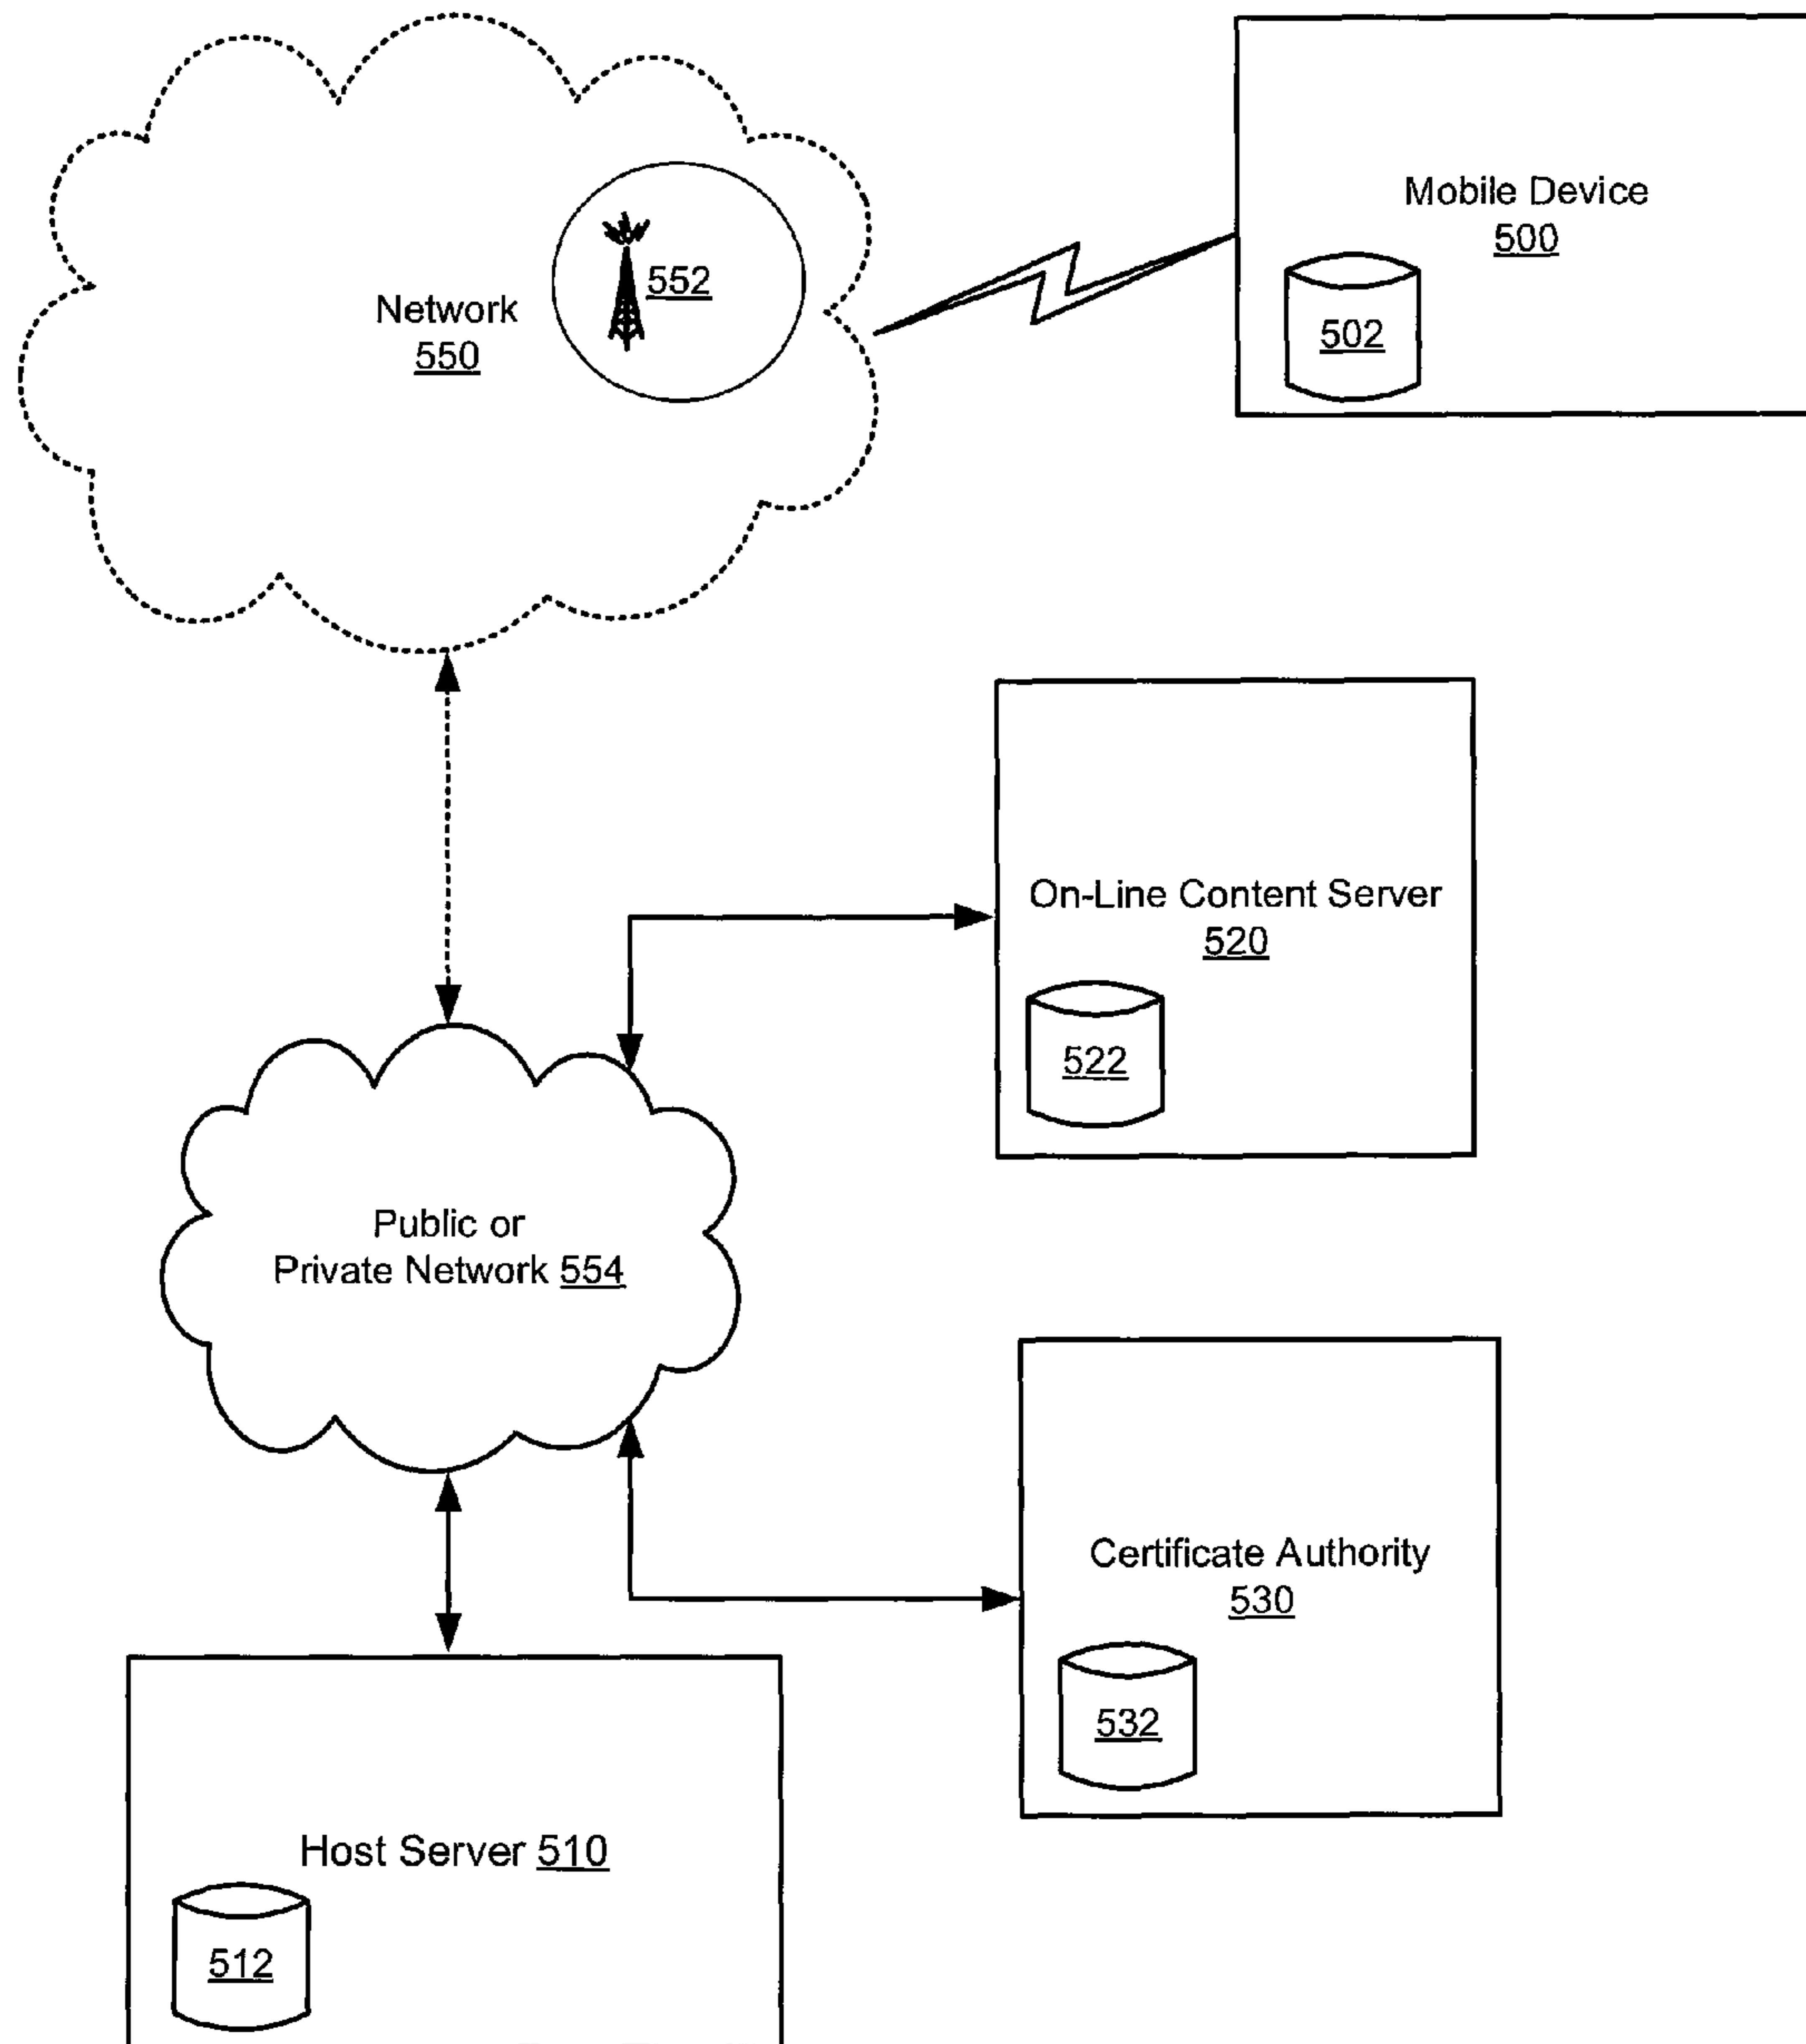 Mobile Device
500
502
552
Network
550
On-Line Content Server
520
522
Public or
Private Network 554
Certificate Authority
530
532
Host Server 510
512